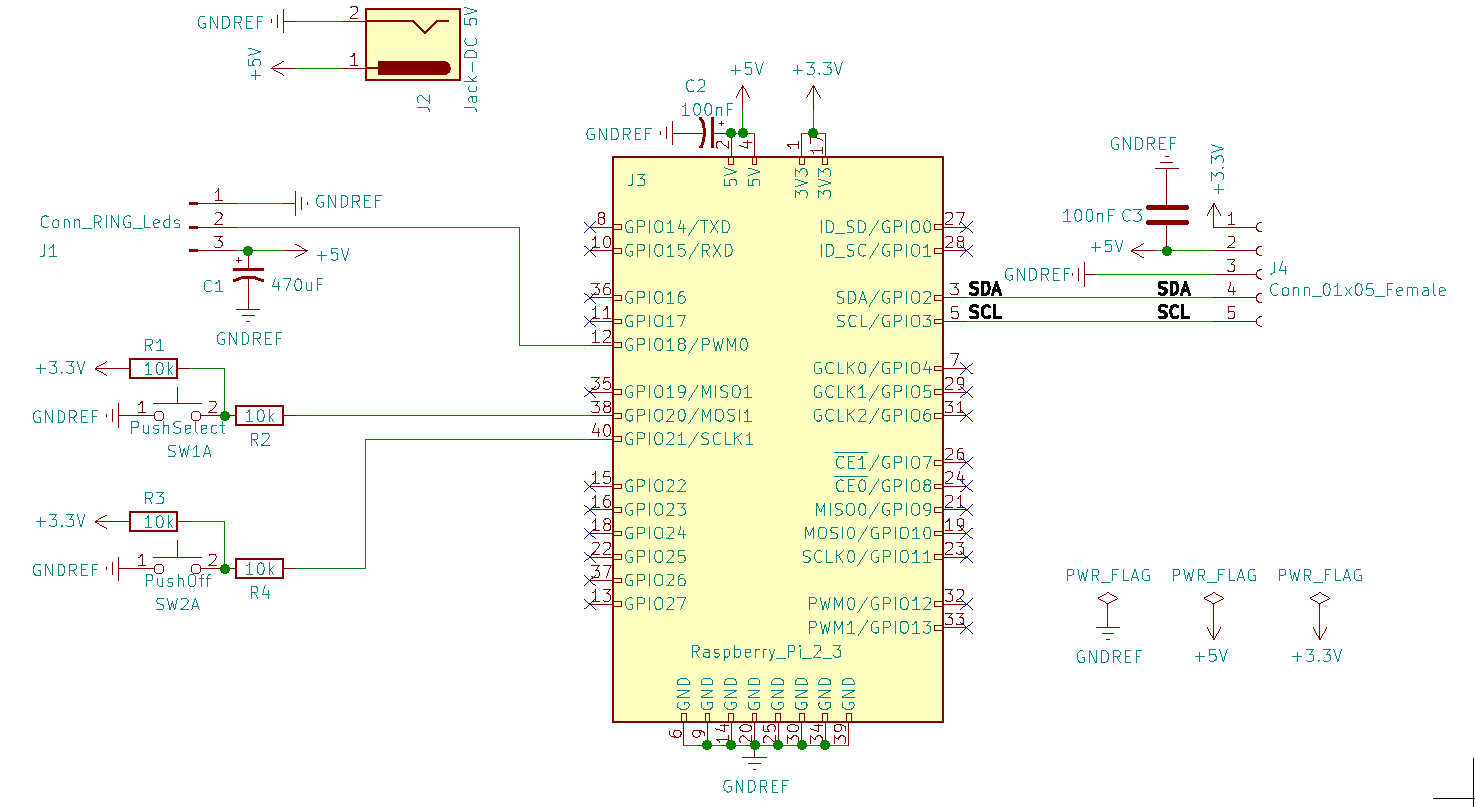 GNDREF
2
+5V
1
J2
Jack-DC 5V
C2
100nF
+5V
+3.3V
GNDREF
2
4
1
17
5V
5V
3V3
3V3
J3
Conn_RING_Leds
J1
1
GNDREF
2
3
+5V
C1
470uF
GNDREF
R1
+3.3V
10k
GNDREF
1
2
10k
PushSelect
SW1A
R2
R3
+3.3V
10k
GNDREF
1
2
10k
PushOff
SW2A
R4
8 GPIO14/TXD
10 GPIO15/RXD
36 GPIO16
11 GPIO17
12 GPIO18/PWM0
35 GPIO19/MISO1
38 GPIO20/MOSI1
40 GPIO21/SCLK1
15 GPIO22
16 GPIO23
18 GPIO24
22 GPIO25
37 GPIO26
13 GPIO27
ID_SD/GPIO0 27
ID_SC/GPIO1 28
SDA/GPIO2 3 SDA
SCL/GPIO3 5 SCL
GCLK0/GPIO4 7
GCLK1/GPIO5 29
GCLK2/GPIO6 31
CE1/GPIO7 26
CE0/GPIO8 24
MISO0/GPIO9 21
MOSI0/GPIO10 19
SCLK0/GPIO11 23
PWM0/GPIO12 32
PWM1/GPIO13 33
Raspberry_Pi_2_3
GND
GND
GND
GND
GND
GND
GND
GND
6
9
14
20
25
30
34
39
GNDREF
GNDREF
+3.3V
100nF C3
+5V
GNDREF
1
2
3
SDA 4
SCL 5
J4
Conn_01x05_Female
PWR_FLAG
GNDREF
PWR_FLAG
+5V
PWR_FLAG
+3.3V